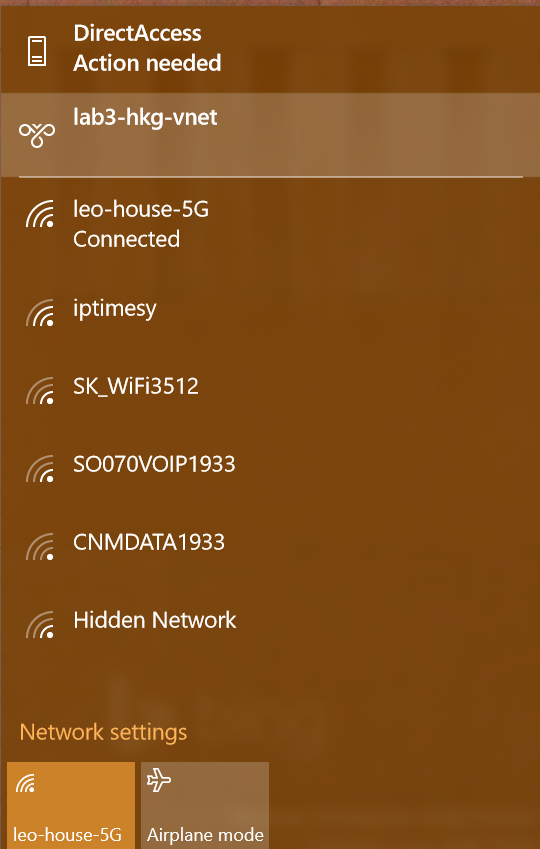 DirectAccess
Action needed
lab3-hkg-vnet
leo-house-5G
Connected
iptimesy
SK_WiFi3512
SO070VOIP1933
CNMDATA1933
Hidden Network
bing
Network settings
leo-house-5G
Airplane mode